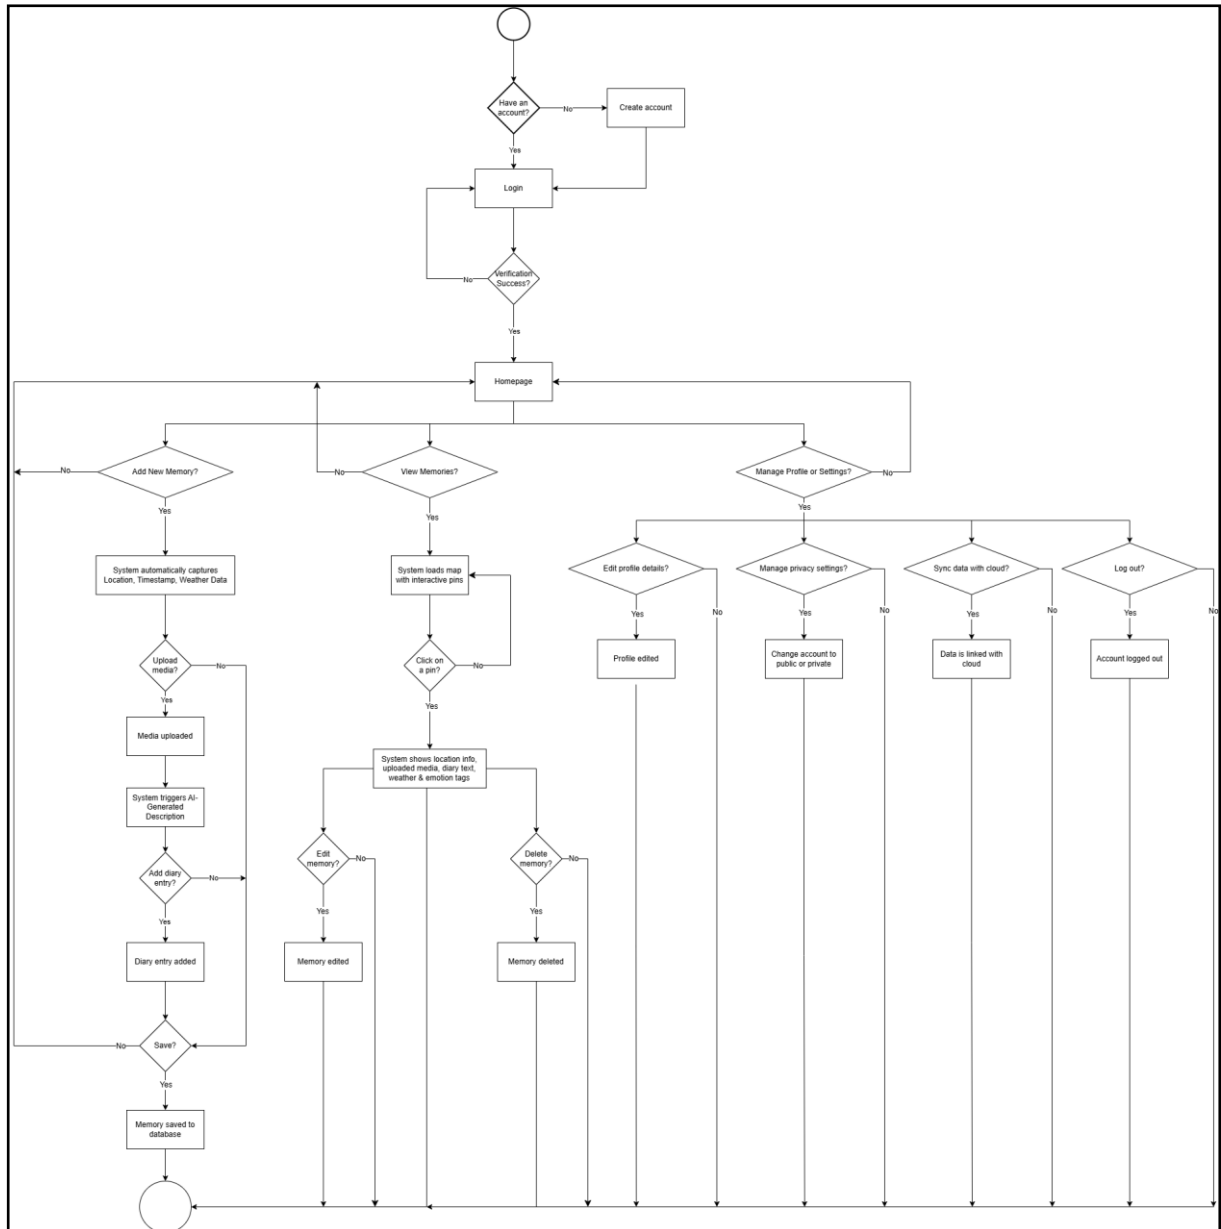 Have an
account?
No
Create account
Yes
Login
Verification
Success?
No
Yes
Homepage
No
Add New Memory?
No
View Memories?
Manage Profile or Settings?
No
Yes
Yes
Yes
System automatically captures
Location, Timestamp, Weather Data
System loads map
with interactive pins
Edit profile details?
Manage privacy settings?
Sync data with cloud?
Log out?
Yes
No
Yes
No
Yes
No
Yes
No
Upload
media?
No
Click on
a pin?
No
Profile edited
Change account to
public or private
Data is linked with
cloud
Account logged out
Yes
Yes
Media uploaded
System shows location info,
uploaded media, diary text,
weather & emotion tags
System triggers AI-
Generated
Description
Add diary
entry?
No
Edit
memory?
No
Delete
memory?
No
Yes
Yes
Yes
Diary entry added
Memory edited
Memory deleted
No
Save?
Yes
Memory saved to
database